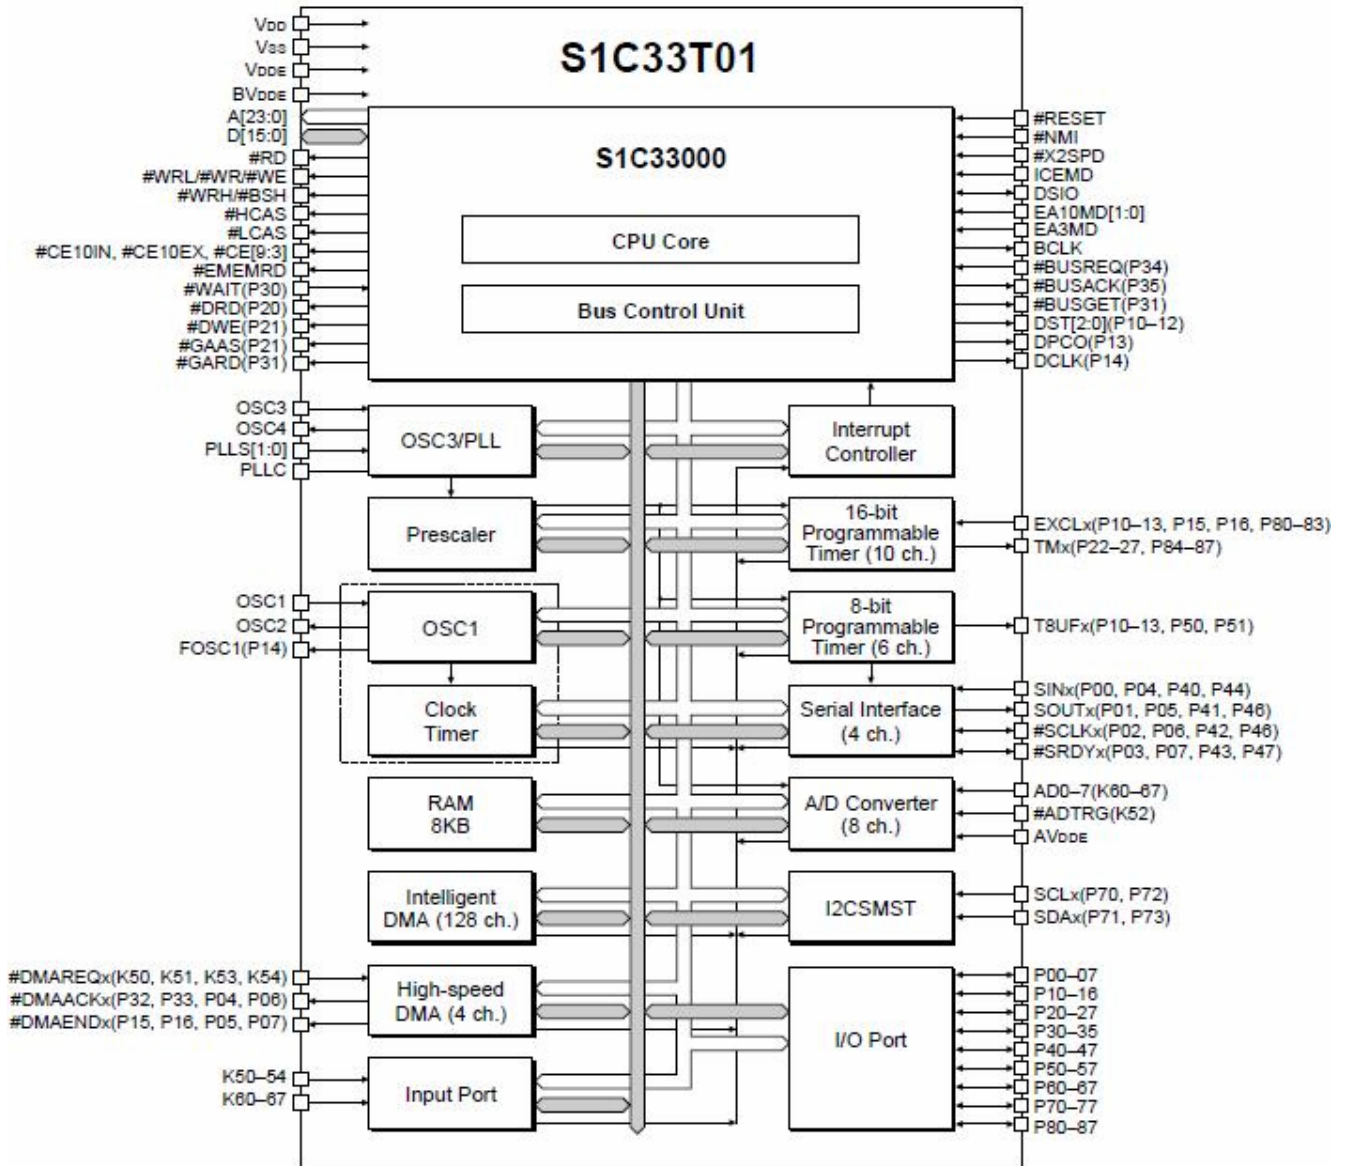 S1C33T01
VDD
VSS
VDDE
BVDDE
A[23:0]
D[15:0]
#RD
#WRL/#WR/#WE
#WRH/#BSH
#HCAS
#LCAS
#CE10IN, #CE10EX, #CE[9:3]
#EMEMRD
#WAIT(P30)
#DRD(P20)
#DWE(P21)
#GAAS(P21)
#GARD(P31)
S1C33000
CPU Core
Bus Control Unit
#RESET
#NMI
#X2SPD
ICEMD
DSIO
EA10MD[1:0]
EA3MD
BCLK
#BUSREQ(P34)
#BUSACK(P35)
#BUSGET(P31)
DST[2:0](P10–12)
DPCO(P13)
DCLK(P14)
OSC3
OSC4
PLLS[1:0]
PLLC
OSC3/PLL
Interrupt
Controller
Prescaler
16-bit
Programmable
Timer (10 ch.)
EXCLx(P10–13, P15, P16, P80–83)
TMx(P22–27, P84–87)
OSC1
OSC2
FOSC1(P14)
OSC1
8-bit
Programmable
Timer (6 ch.)
T8UFx(P10–13, P50, P51)
Clock
Timer
Serial Interface
(4 ch.)
SINx(P00, P04, P40, P44)
SOUTx(P01, P05, P41, P46)
#SCLKx(P02, P06, P42, P46)
#SRDYx(P03, P07, P43, P47)
RAM
8KB
A/D Converter
(8 ch.)
AD0–7(K60–67)
#ADTRG(K52)
AVDDE
Intelligent
DMA (128 ch.)
I2CSMST
SCLx(P70, P72)
SDAx(P71, P73)
#DMAREQx(K50, K51, K53, K54)
#DMAACKx(P32, P33, P04, P06)
#DMAENDx(P15, P16, P05, P07)
High-speed
DMA (4 ch.)
I/O Port
P00–07
P10–16
P20–27
P30–35
P40–47
P50–57
P60–67
P70–77
P80–87
K50–54
K60–67
Input Port